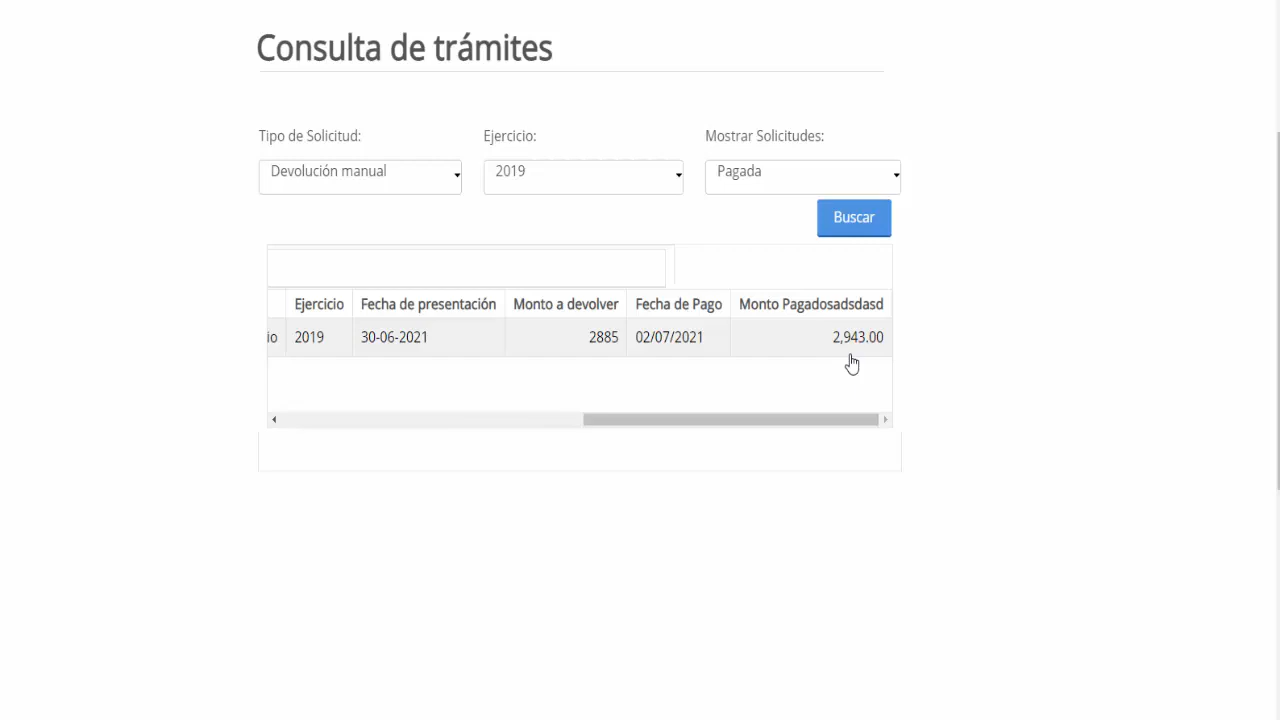 Consulta de trámites
Tipo de Solicitud: Ejercicio: Mostrar Solicitudes:
Devolución manual 2019 Pagada
Buscar
Ejercicio Fecha de presentación Monto a devolver Fecha de Pago Monto Pagadosadsdasd
io 2019 30-06-2021 2885 02/07/2021 2,943.00